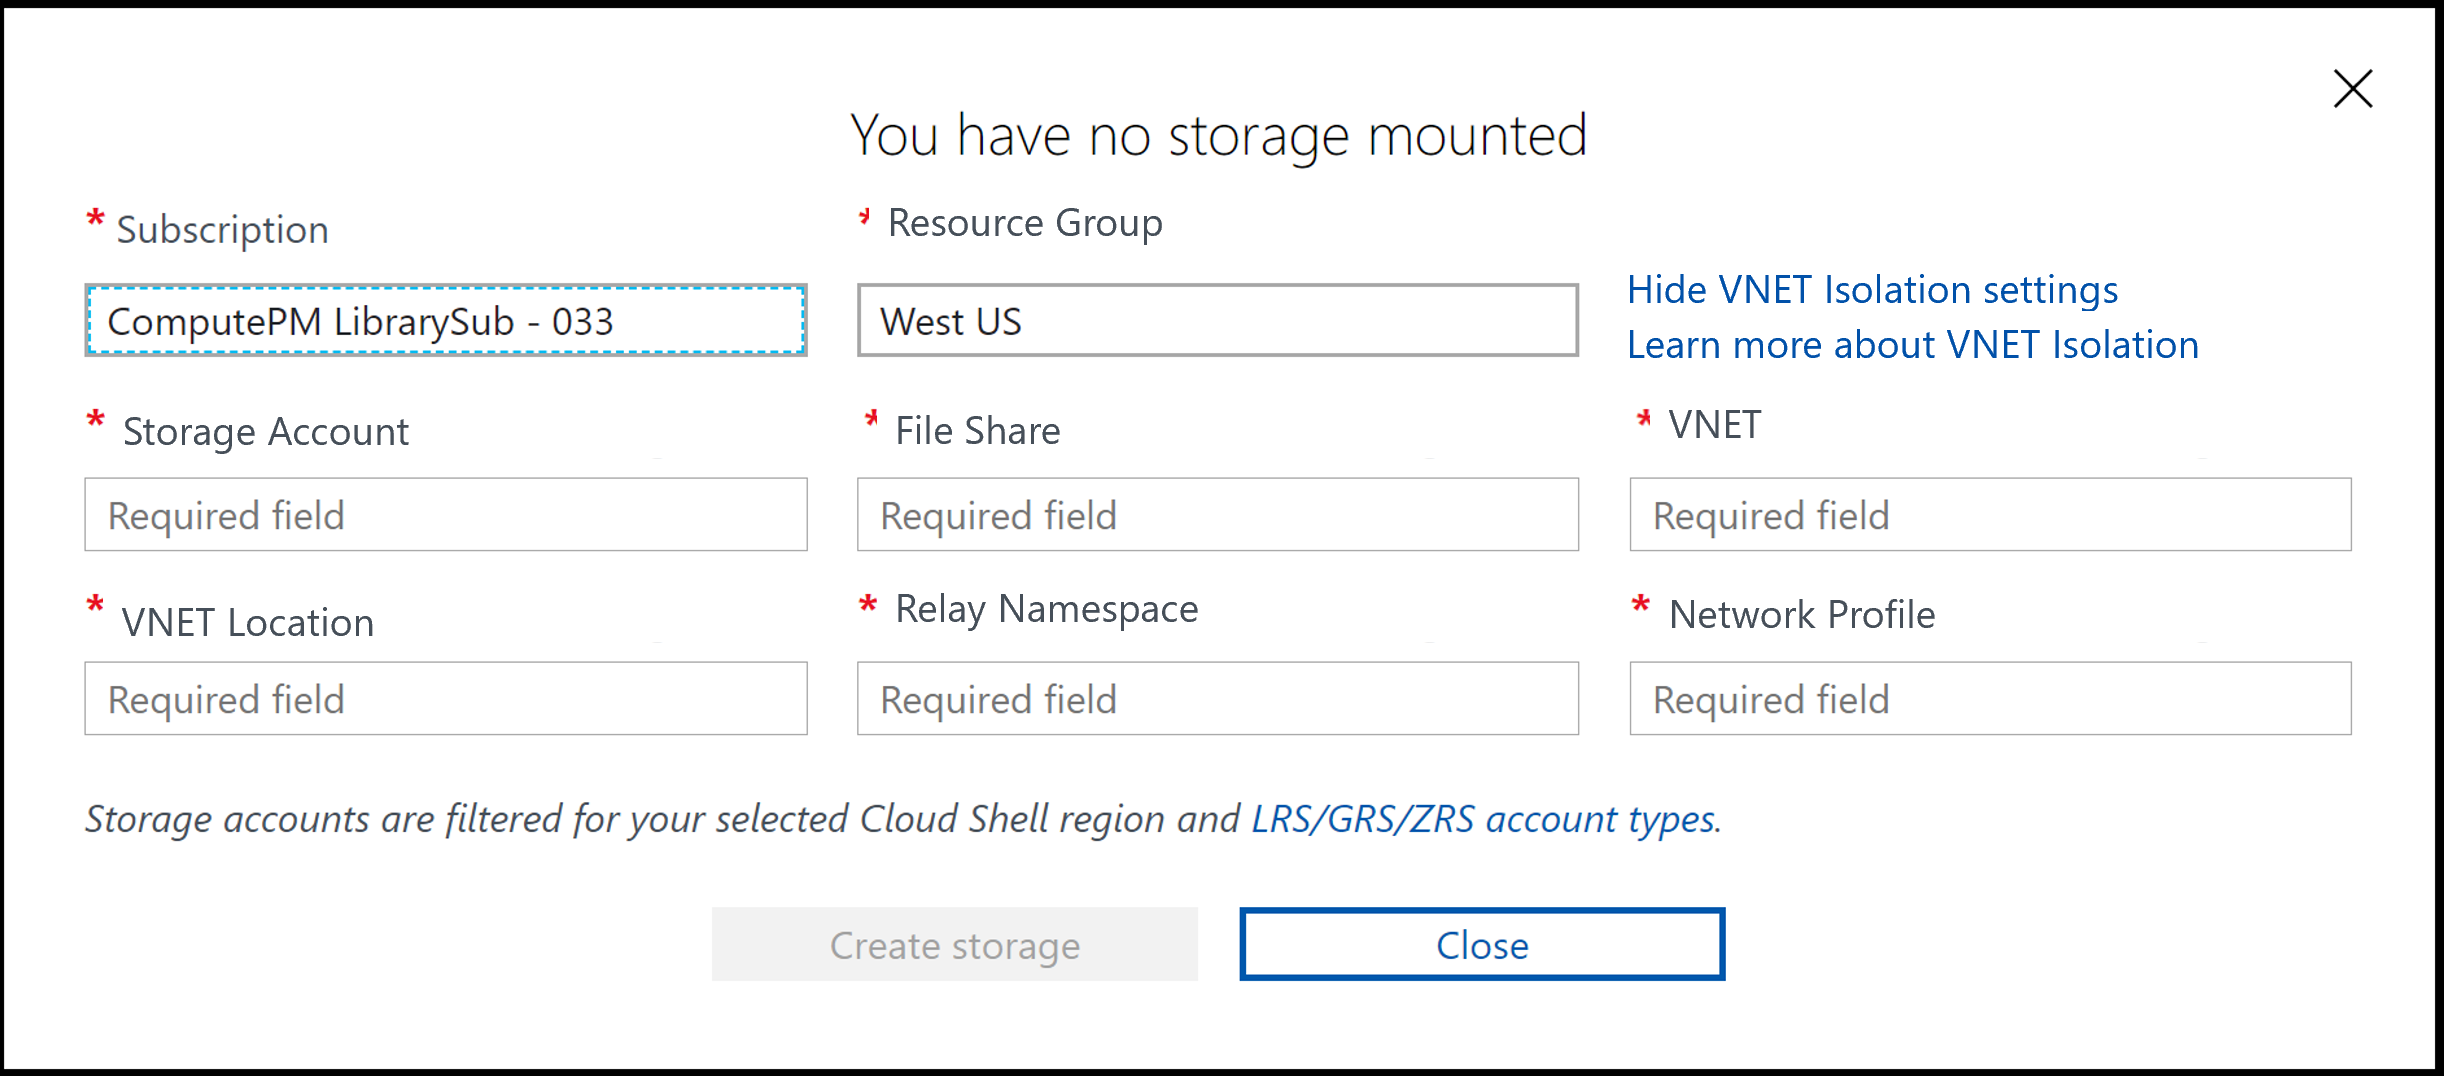 You have no storage mounted
* Subscription
* Resource Group
ComputePM LibrarySub - 033
West US
Hide VNET Isolation settings
Learn more about VNET Isolation
* Storage Account
* File Share
* VNET
Required field
Required field
Required field
* VNET Location
* Relay Namespace
* Network Profile
Required field
Required field
Required field
Storage accounts are filtered for your selected Cloud Shell region and LRS/GRS/ZRS account types.
Create storage
Close